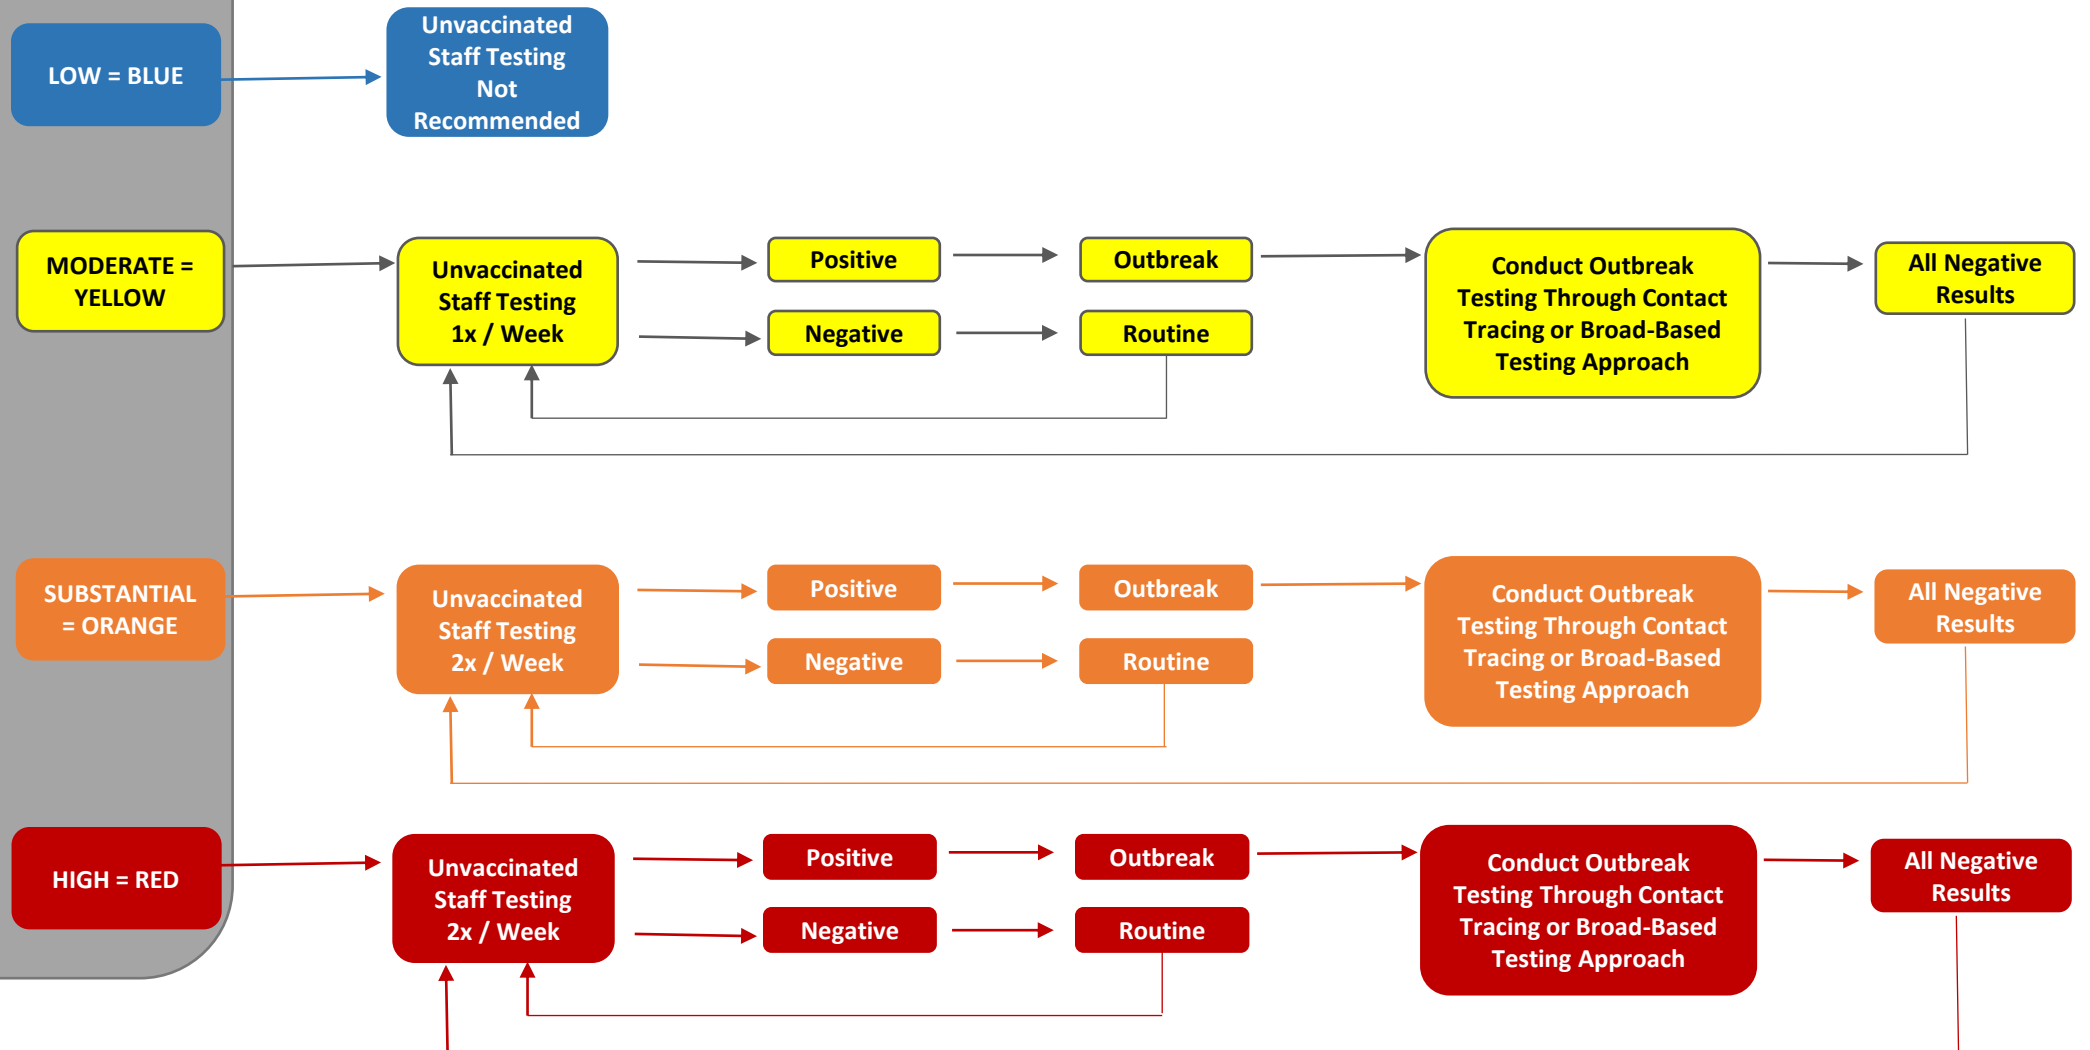 LOW = BLUE
Unvaccinated
Staff Testing
Not
Recommended
MODERATE =
YELLOW
Unvaccinated
Staff Testing
1x / Week
Positive
Outbreak
Negative
Routine
Conduct Outbreak
Testing Through Contact
Tracing or Broad-Based
Testing Approach
All Negative
Results
SUBSTANTIAL
= ORANGE
Unvaccinated
Staff Testing
2x / Week
Positive
Outbreak
Negative
Routine
Conduct Outbreak
Testing Through Contact
Tracing or Broad-Based
Testing Approach
All Negative
Results
HIGH = RED
Unvaccinated
Staff Testing
2x / Week
Positive
Outbreak
Negative
Routine
Conduct Outbreak
Testing Through Contact
Tracing or Broad-Based
Testing Approach
All Negative
Results